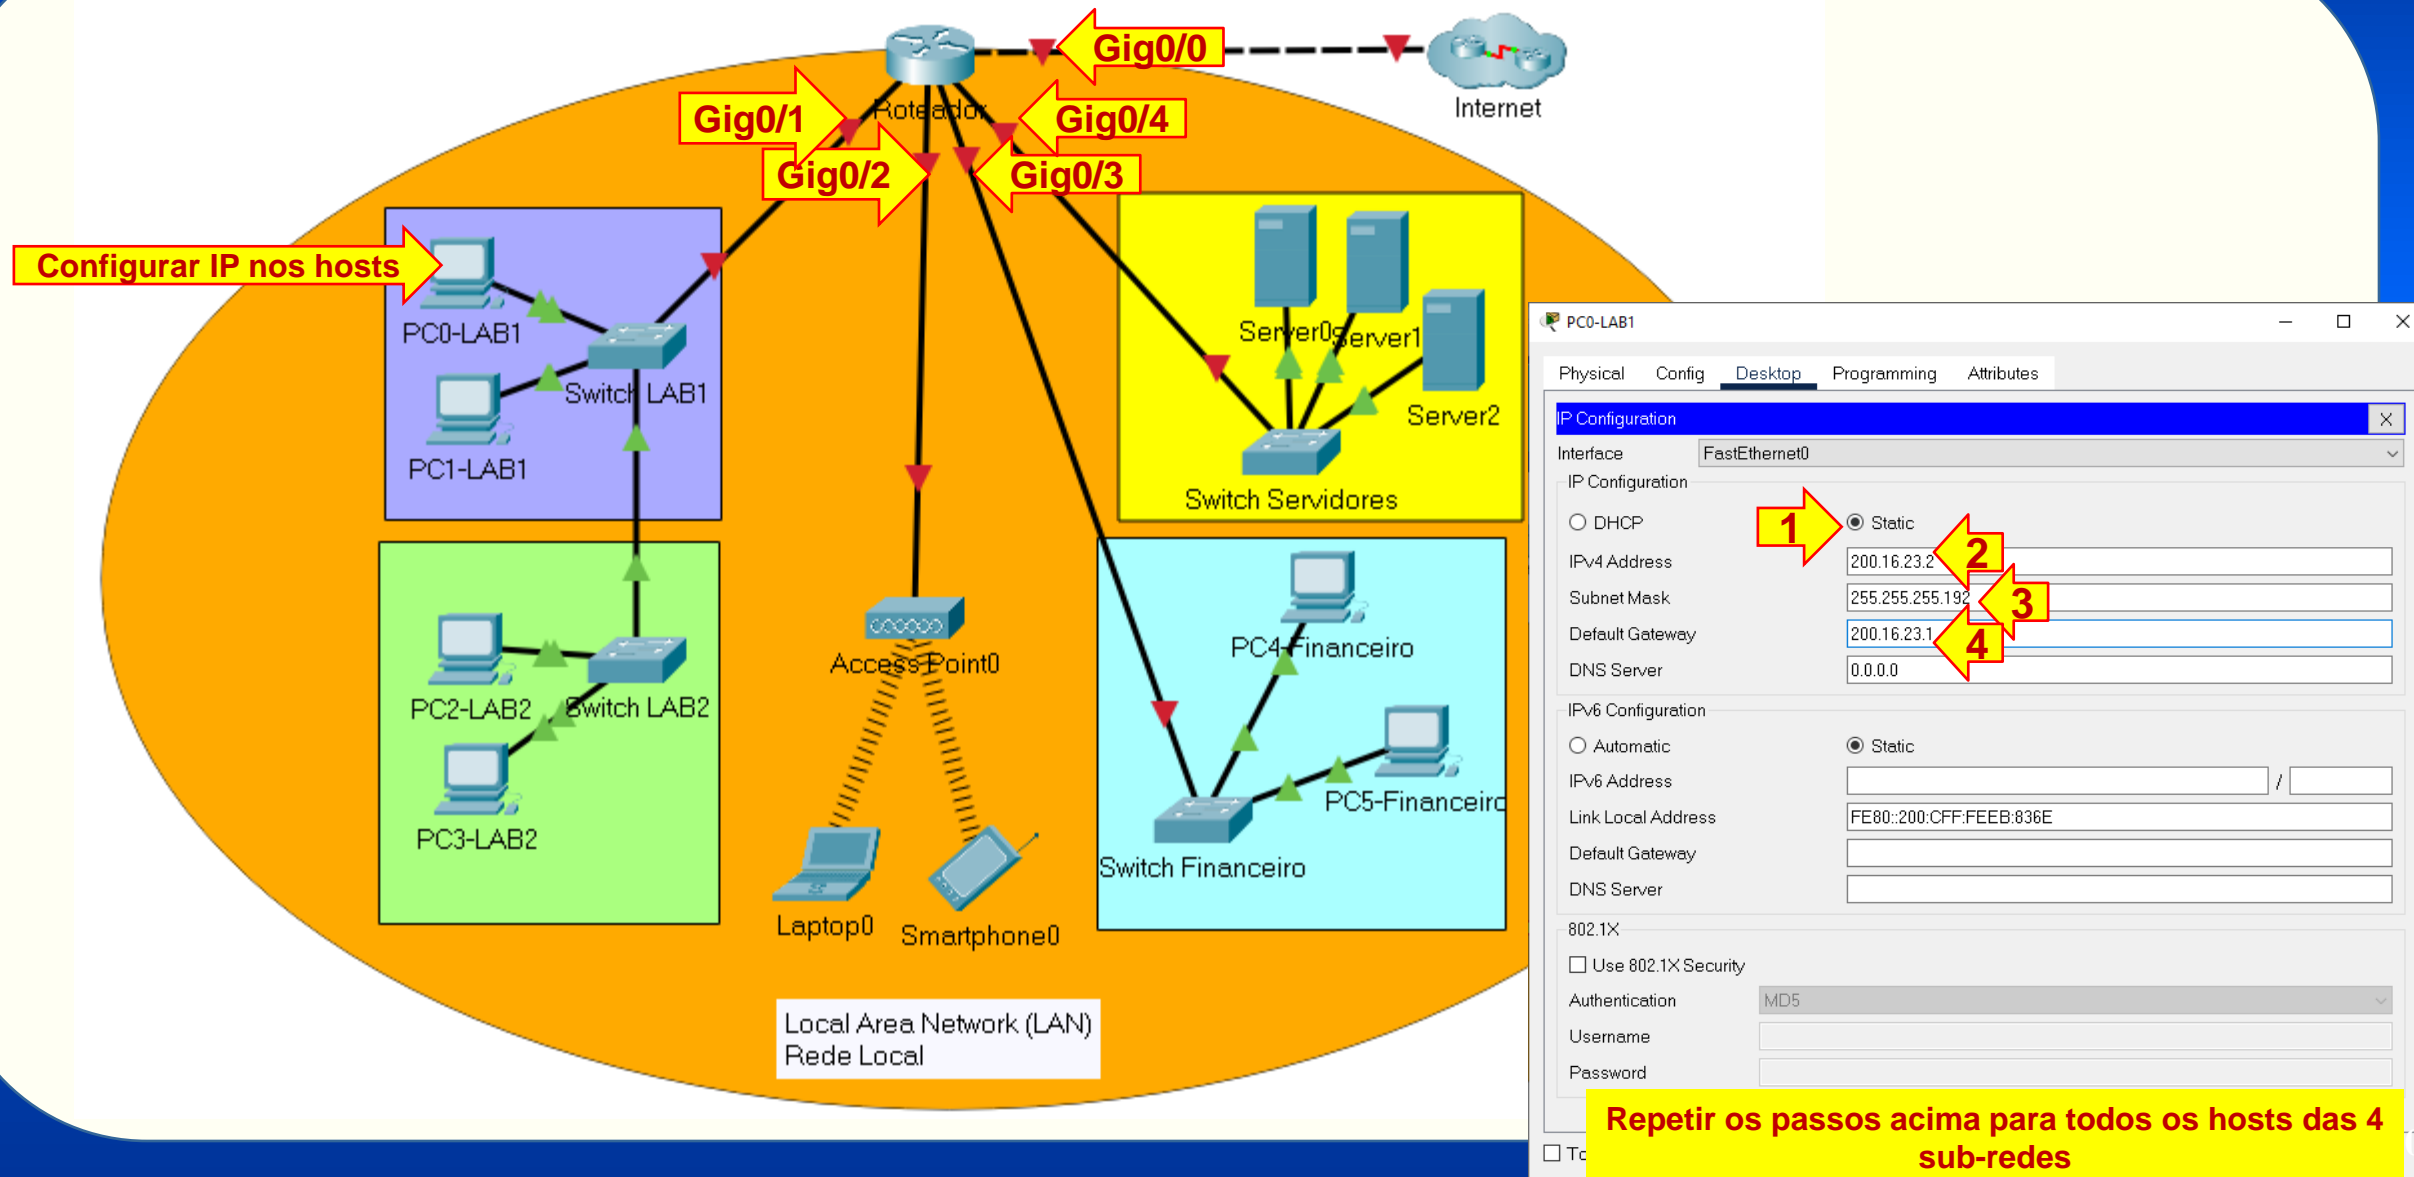 Gig0/0
Internet
Roteador
Gig0/1
Gig0/4
Gig0/2
Gig0/3
Configurar IP nos hosts
PC0-LAB1
Switch LAB1
PC1-LAB1
Server0s
Server1
Server2
Switch Servidores
PC2-LAB2
Switch LAB2
PC3-LAB2
Access Point0
Laptop0
Smartphone0
PC4-Financeiro
PC5-Financeiro
Switch Financeiro
Local Area Network (LAN)
Rede Local
PC0-LAB1
Physical Config Desktop Programming Attributes
IP Configuration X
Interface FastEthernet0
IP Configuration
DHCP 1 Static
IPv4 Address 200.16.23.2 2
Subnet Mask 255.255.255.192 3
Default Gateway 200.16.23.1 4
DNS Server 0.0.0.0
IPv6 Configuration
Automatic Static
IPv6 Address /
Link Local Address FE80::200:CFF:FEEB:836E
Default Gateway
DNS Server
802.1X
Use 802.1X Security
Authentication MD5
Username
Password
Repetir os passos acima para todos os hosts das 4
sub-redes